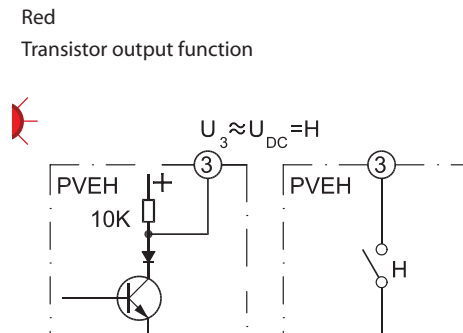 Red
Transistor output function
U3≈UDC=H
3
3
PVEH
+
PVEH
10K
H